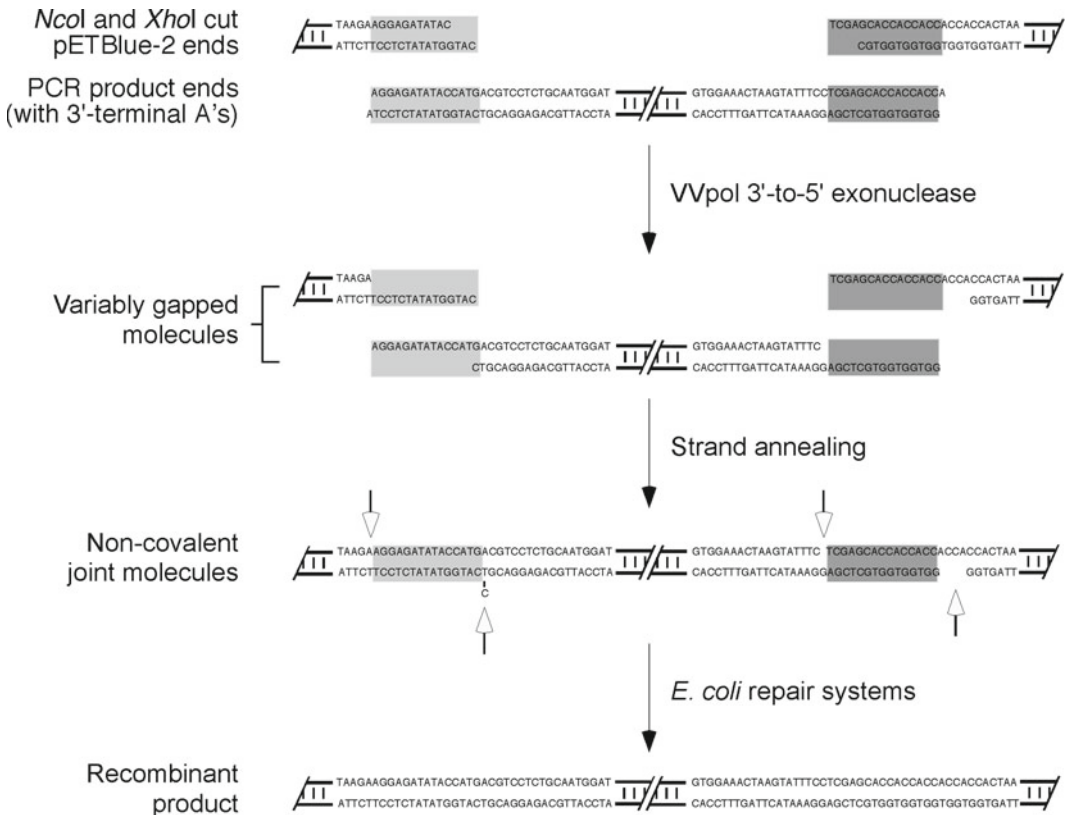 NcoI and XhoI cut
pETBlue-2 ends
TAAGAAGGAGATATAC
ATTCTTCCTCTATATGGTAC
TCGAGCACCACCACCACCACCACTAA
CGTGGTGGTGGTGGTGATT
PCR product ends
(with 3'-terminal A's)
AGGAGATATACCATGACGTCCTCTGCAATGGAT
ATCCTCTATATGGTACTGCAGGAGACGTTACCTA
GTGGAAACTAAGTATTTCCTCGAGCACCACCACCA
CACCTTTGATTCATAAAGGAGCTCGTGGTGGTGG
VVpol 3'-to-5' exonuclease
Variably gapped
molecules
TAAGA
ATTCTTCCTCTATATGGTAC
TCGAGCACCACCACCACCACCACTAA
GGTGATT
AGGAGATATACCATGACGTCCTCTGCAATGGAT
CTGCAGGAGACGTTACCTA
GTGGAAACTAAGTATTTC
CACCTTTGATTCATAAAGGAGCTCGTGGTGGTGG
Strand annealing
Non-covalent
joint molecules
TAAGAAGGAGATATACCATGACGTCCTCTGCAATGGAT
ATTCTTCCTCTATATGGTACTGCAGGAGACGTTACCTA
C
GTGGAAACTAAGTATTTC TCGAGCACCACCACCACCACCACTAA
CACCTTTGATTCATAAAGGAGCTCGTGGTGGTGG GGTGATT
E. coli repair systems
Recombinant
product
TAAGAAGGAGATATACCATGACGTCCTCTGCAATGGAT
ATTCTTCCTCTATATGGTACTGCAGGAGACGTTACCTA
GTGGAAACTAAGTATTTCCTCGAGCACCACCACCACCACCACTAA
CACCTTTGATTCATAAAGGAGCTCGTGGTGGTGGTGGTGGTGATT